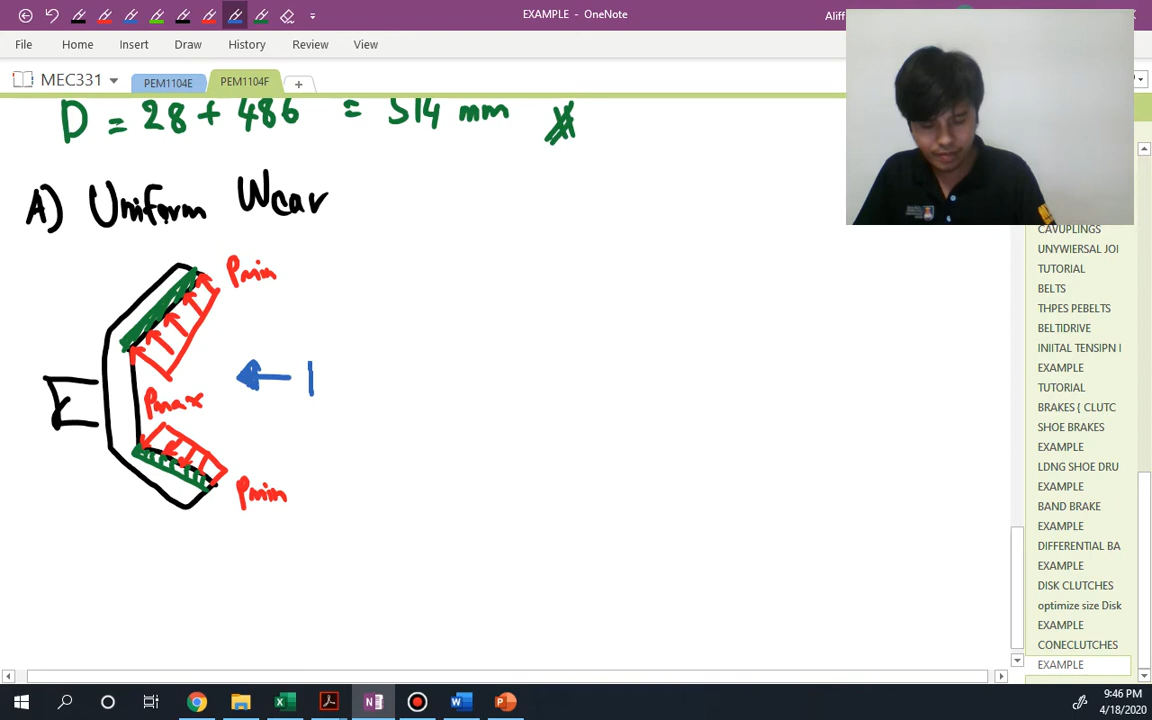 EXAMPLE - OneNote
Aliff
File Home Insert Draw History Review View
MEC331 PEM1104E PEM1104F
D = 28 + 486 = 514 mm
A) Uniform Wear
Pmin
Pmax
Pmin
CAVUPLINGS
UNYWIERSAL JOI
TUTORIAL
BELTS
THPES PEBELTS
BELTIDRIVE
INIITAL TENSIPN I
EXAMPLE
TUTORIAL
BRAKES ( CLUTC
SHOE BRAKES
EXAMPLE
LDNG SHOE DRU
EXAMPLE
BAND BRAKE
EXAMPLE
DIFFERENTIAL BA
EXAMPLE
DISK CLUTCHES
optimize size Disk
EXAMPLE
CONECLUTCHES
EXAMPLE
9:46 PM
4/18/2020